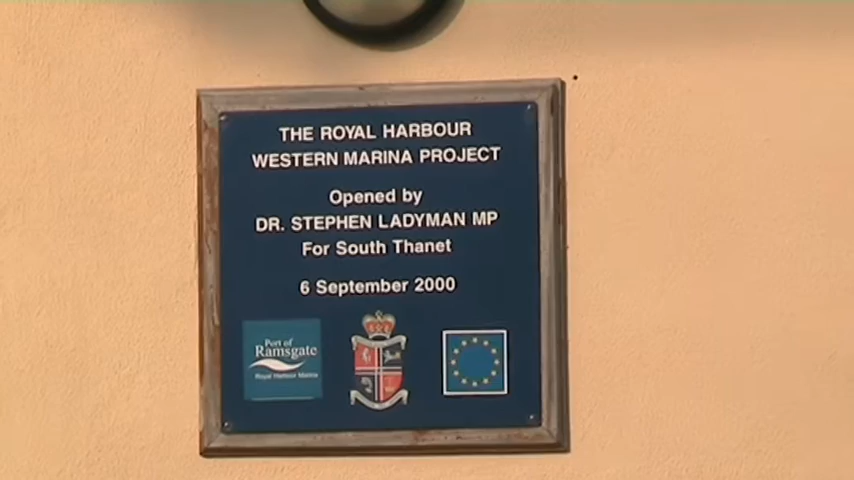 THE ROYAL HARBOUR
WESTERN MARINA PROJECT
Opened by
DR. STEPHEN LADYMAN MP
For South Thanet
6 September 2000
Port of
Ramsgate
Royal Harbour Marina